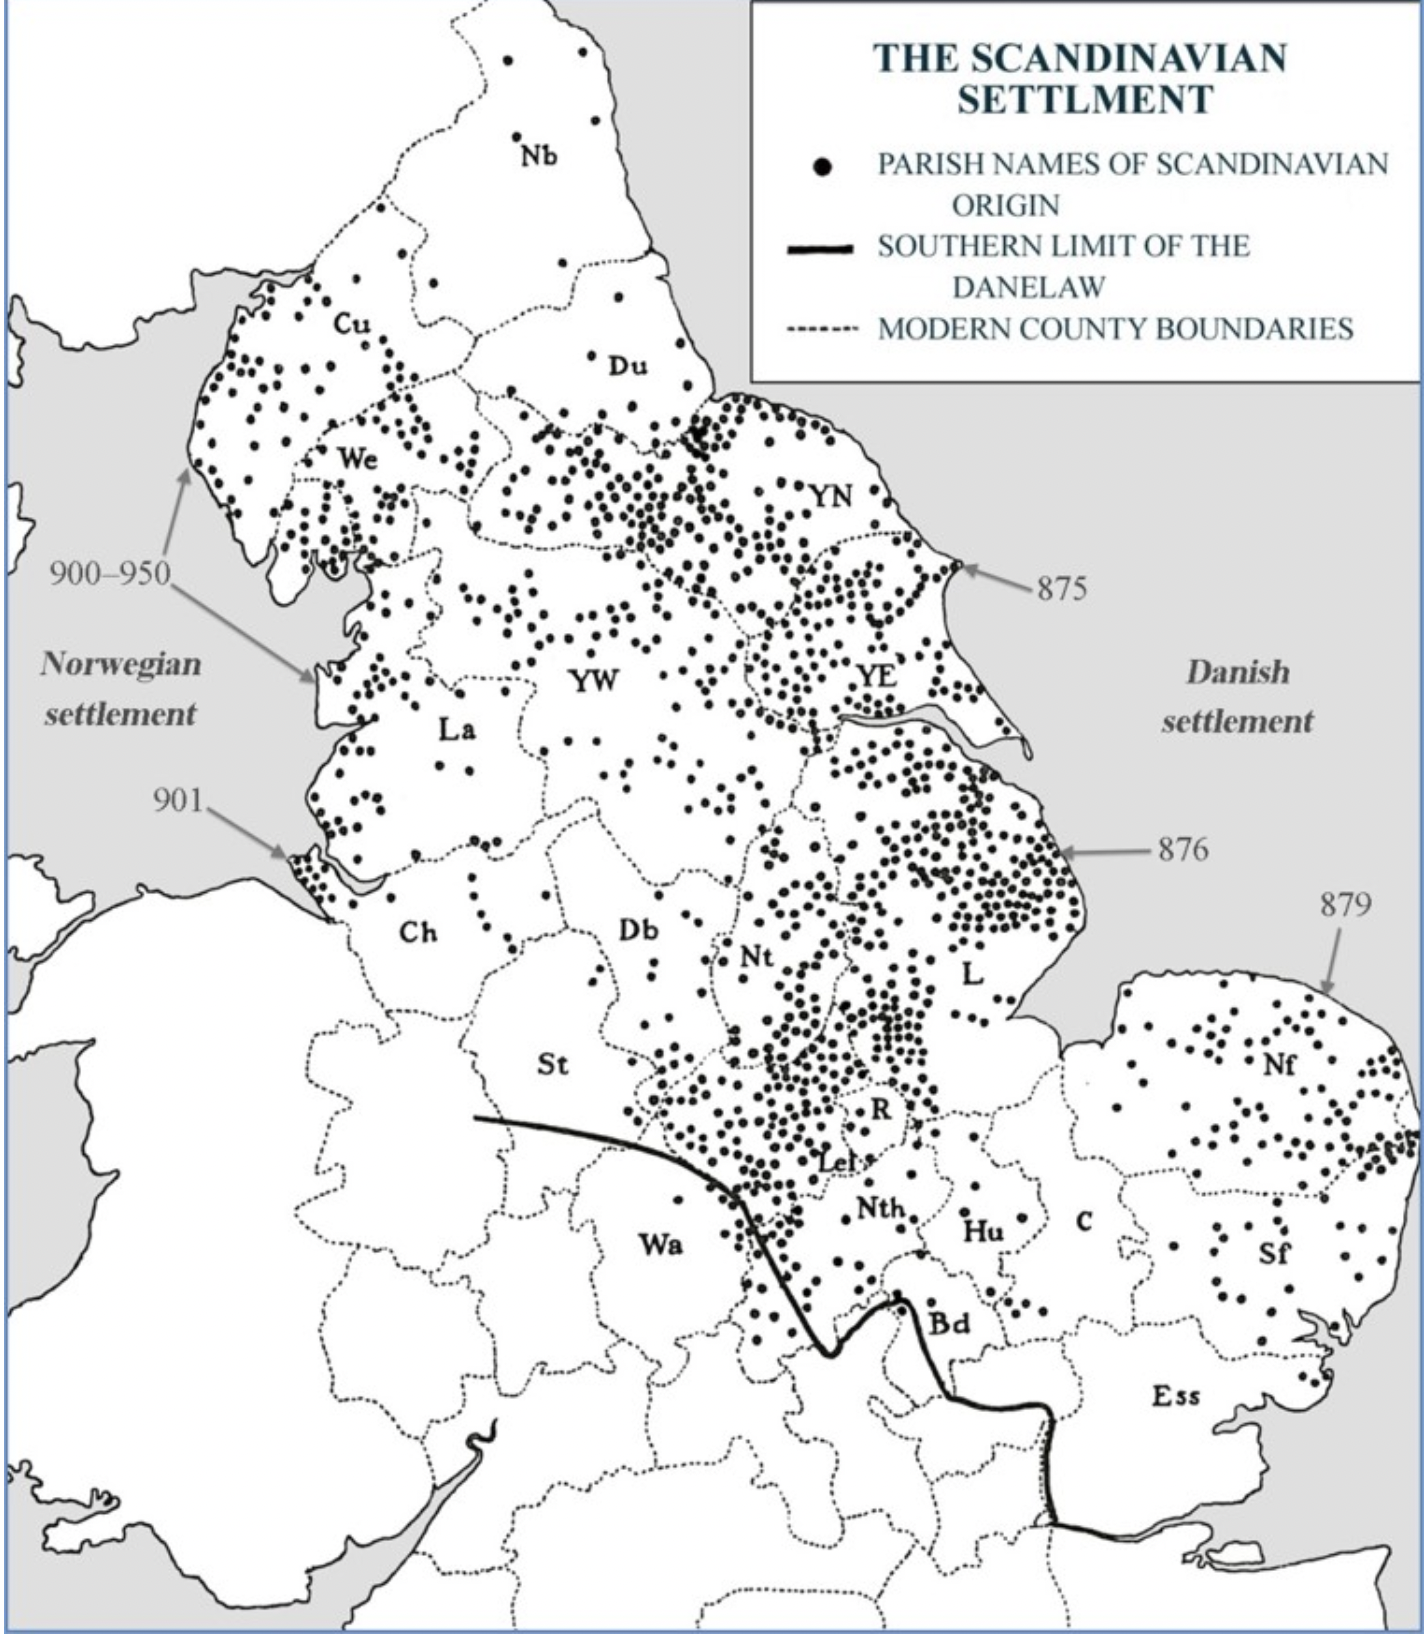 THE SCANDINAVIAN
SETTLMENT
PARISH NAMES OF SCANDINAVIAN
ORIGIN
SOUTHERN LIMIT OF THE
DANELAW
MODERN COUNTY BOUNDARIES
Nb
Cu
Du
We
YN
900–950
875
Norwegian
settlement
YW
YE
Danish
settlement
La
901
876
879
Ch
Db
Nt
L
St
Nf
R
Lei
Nth
Wa
Hu
C
Sf
Bd
Ess